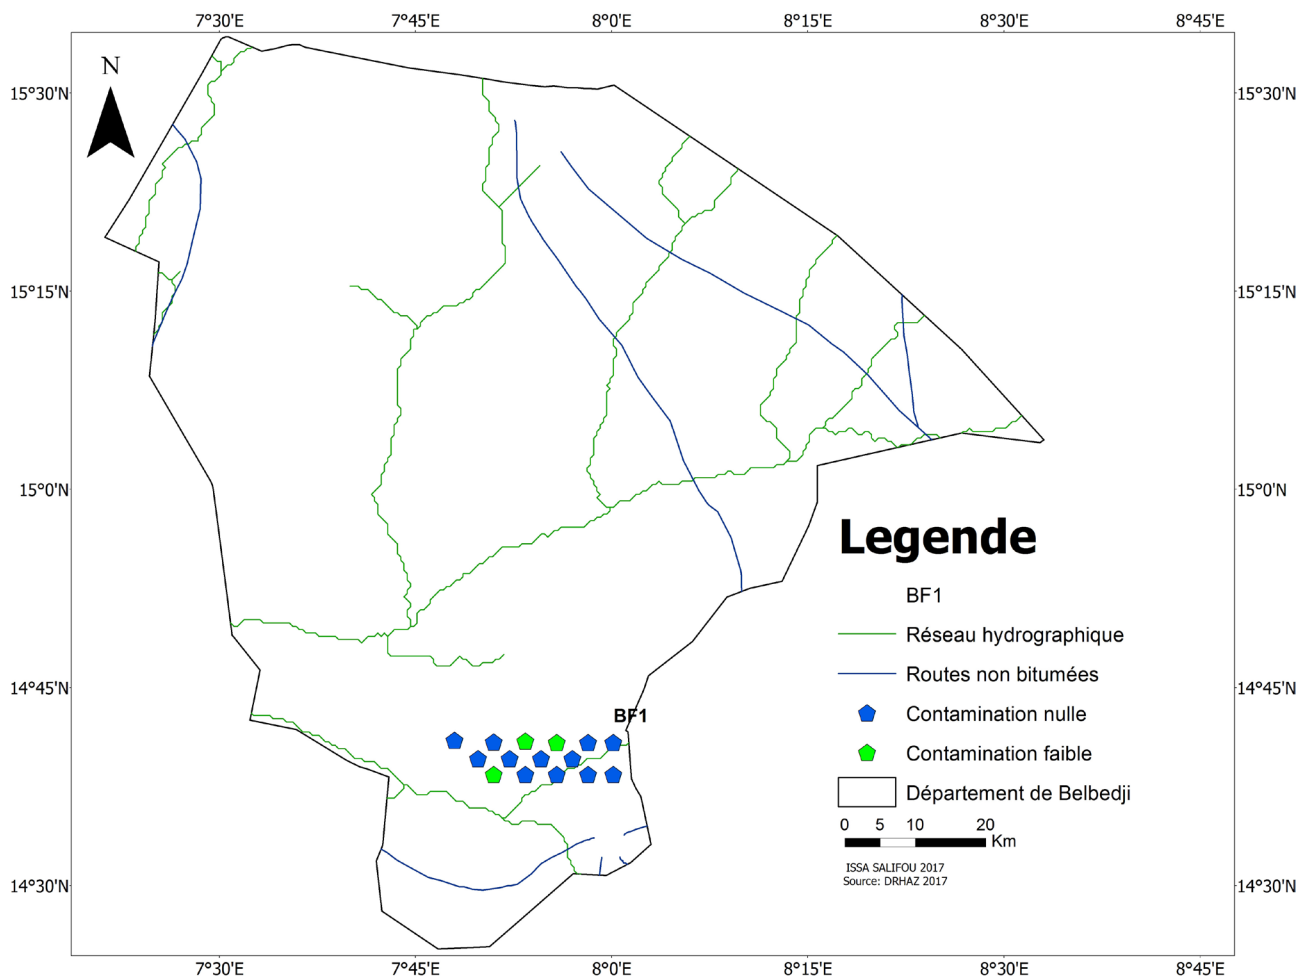 7°30'E 7°45'E 8°0'E 8°15'E 8°30'E 8°45'E
N
15°30'N 15°30'N
15°15'N 15°15'N
15°0'N 15°0'N
Legende
BF1
Réseau hydrographique
Routes non bitumées
14°45'N 14°45'N
BF1
Contamination nulle
Contamination faible
Département de Belbedji
0 5 10 20
Km
ISSA SALIFOU 2017
Source: DRHAZ 2017
14°30'N 14°30'N
7°30'E 7°45'E 8°0'E 8°15'E 8°30'E 8°45'E